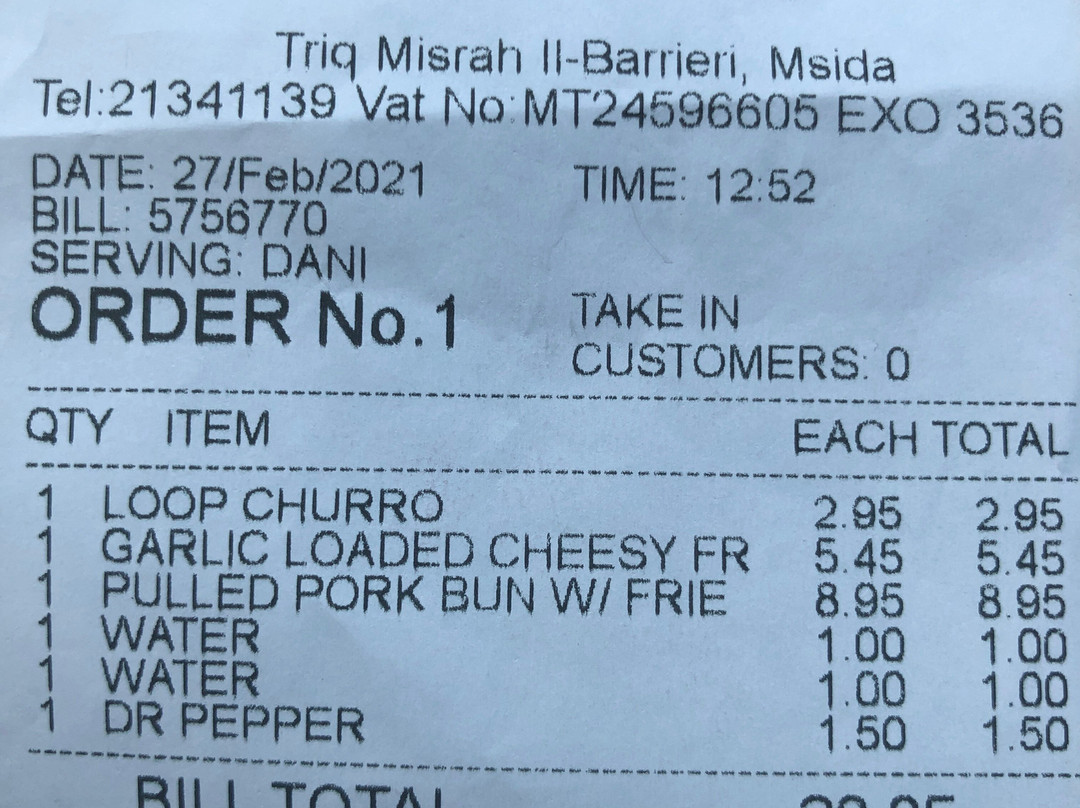 Triq Misrah Il-Barrieri, Msida
Tel:21341139 Vat No:MT24596605 EXO 3536
DATE: 27/Feb/2021 TIME: 12:52
BILL: 5756770
SERVING: DANI
ORDER No.1 TAKE IN
CUSTOMERS: 0
QTY ITEM EACH TOTAL
1 LOOP CHURRO 2.95 2.95
1 GARLIC LOADED CHEESY FR 5.45 5.45
1 PULLED PORK BUN W/ FRIE 8.95 8.95
1 WATER 1.00 1.00
1 WATER 1.00 1.00
1 DR PEPPER 1.50 1.50
BILL TOTAL